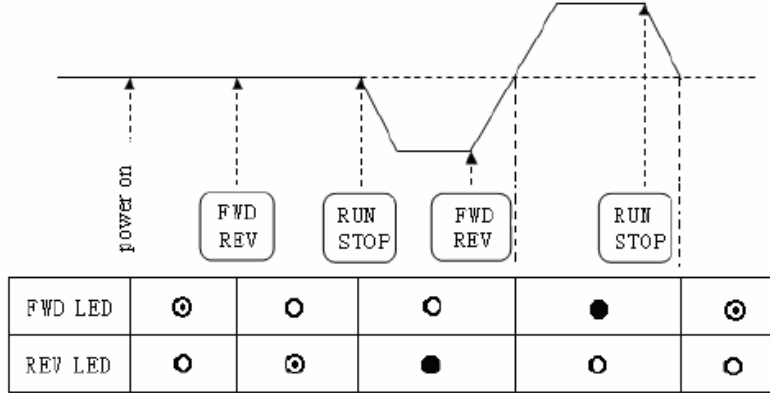 power on
FWD
REV
RUN
STOP
FWD
REV
RUN
STOP
FWD LED
REV LED